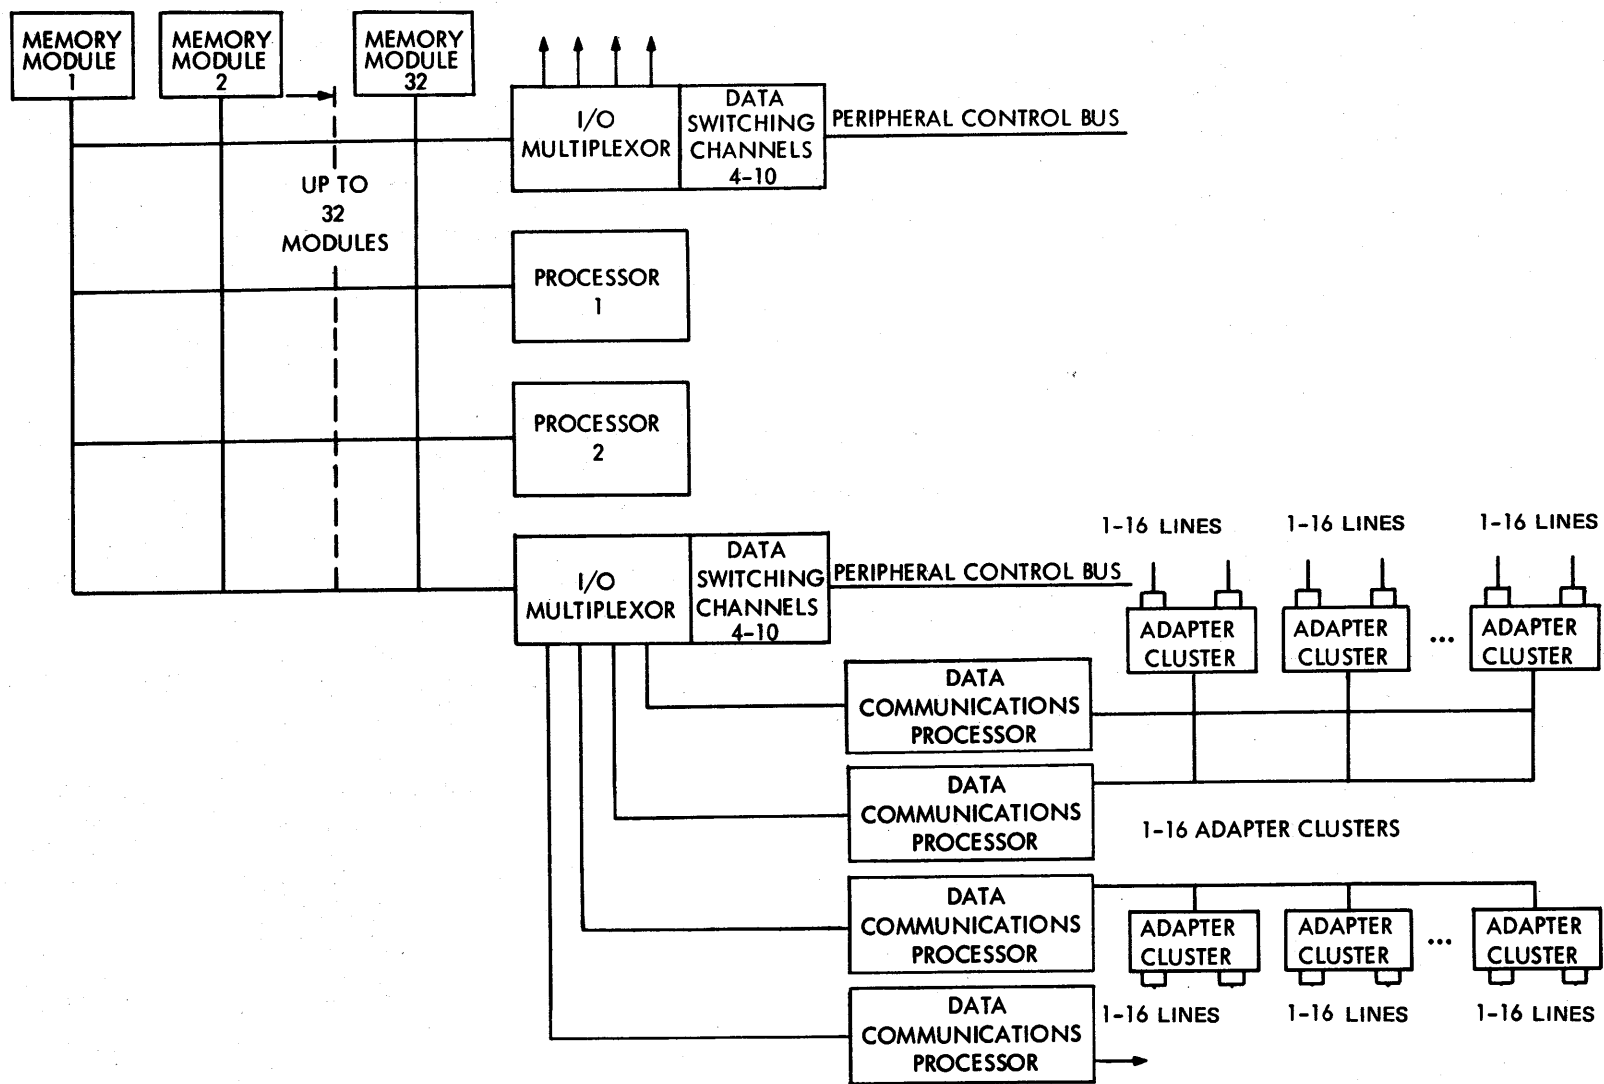 MEMORY
MODULE
1
MEMORY
MODULE
2
MEMORY
MODULE
32
UP TO
32
MODULES
I/O
MULTIPLEXOR
DATA
SWITCHING
CHANNELS
4-10
PERIPHERAL CONTROL BUS
PROCESSOR
1
PROCESSOR
2
I/O
MULTIPLEXOR
DATA
SWITCHING
CHANNELS
4-10
PERIPHERAL CONTROL BUS
1-16 LINES
1-16 LINES
1-16 LINES
ADAPTER
CLUSTER
ADAPTER
CLUSTER
...
ADAPTER
CLUSTER
DATA
COMMUNICATIONS
PROCESSOR
DATA
COMMUNICATIONS
PROCESSOR
1-16 ADAPTER CLUSTERS
DATA
COMMUNICATIONS
PROCESSOR
ADAPTER
CLUSTER
ADAPTER
CLUSTER
...
ADAPTER
CLUSTER
1-16 LINES
1-16 LINES
1-16 LINES
DATA
COMMUNICATIONS
PROCESSOR